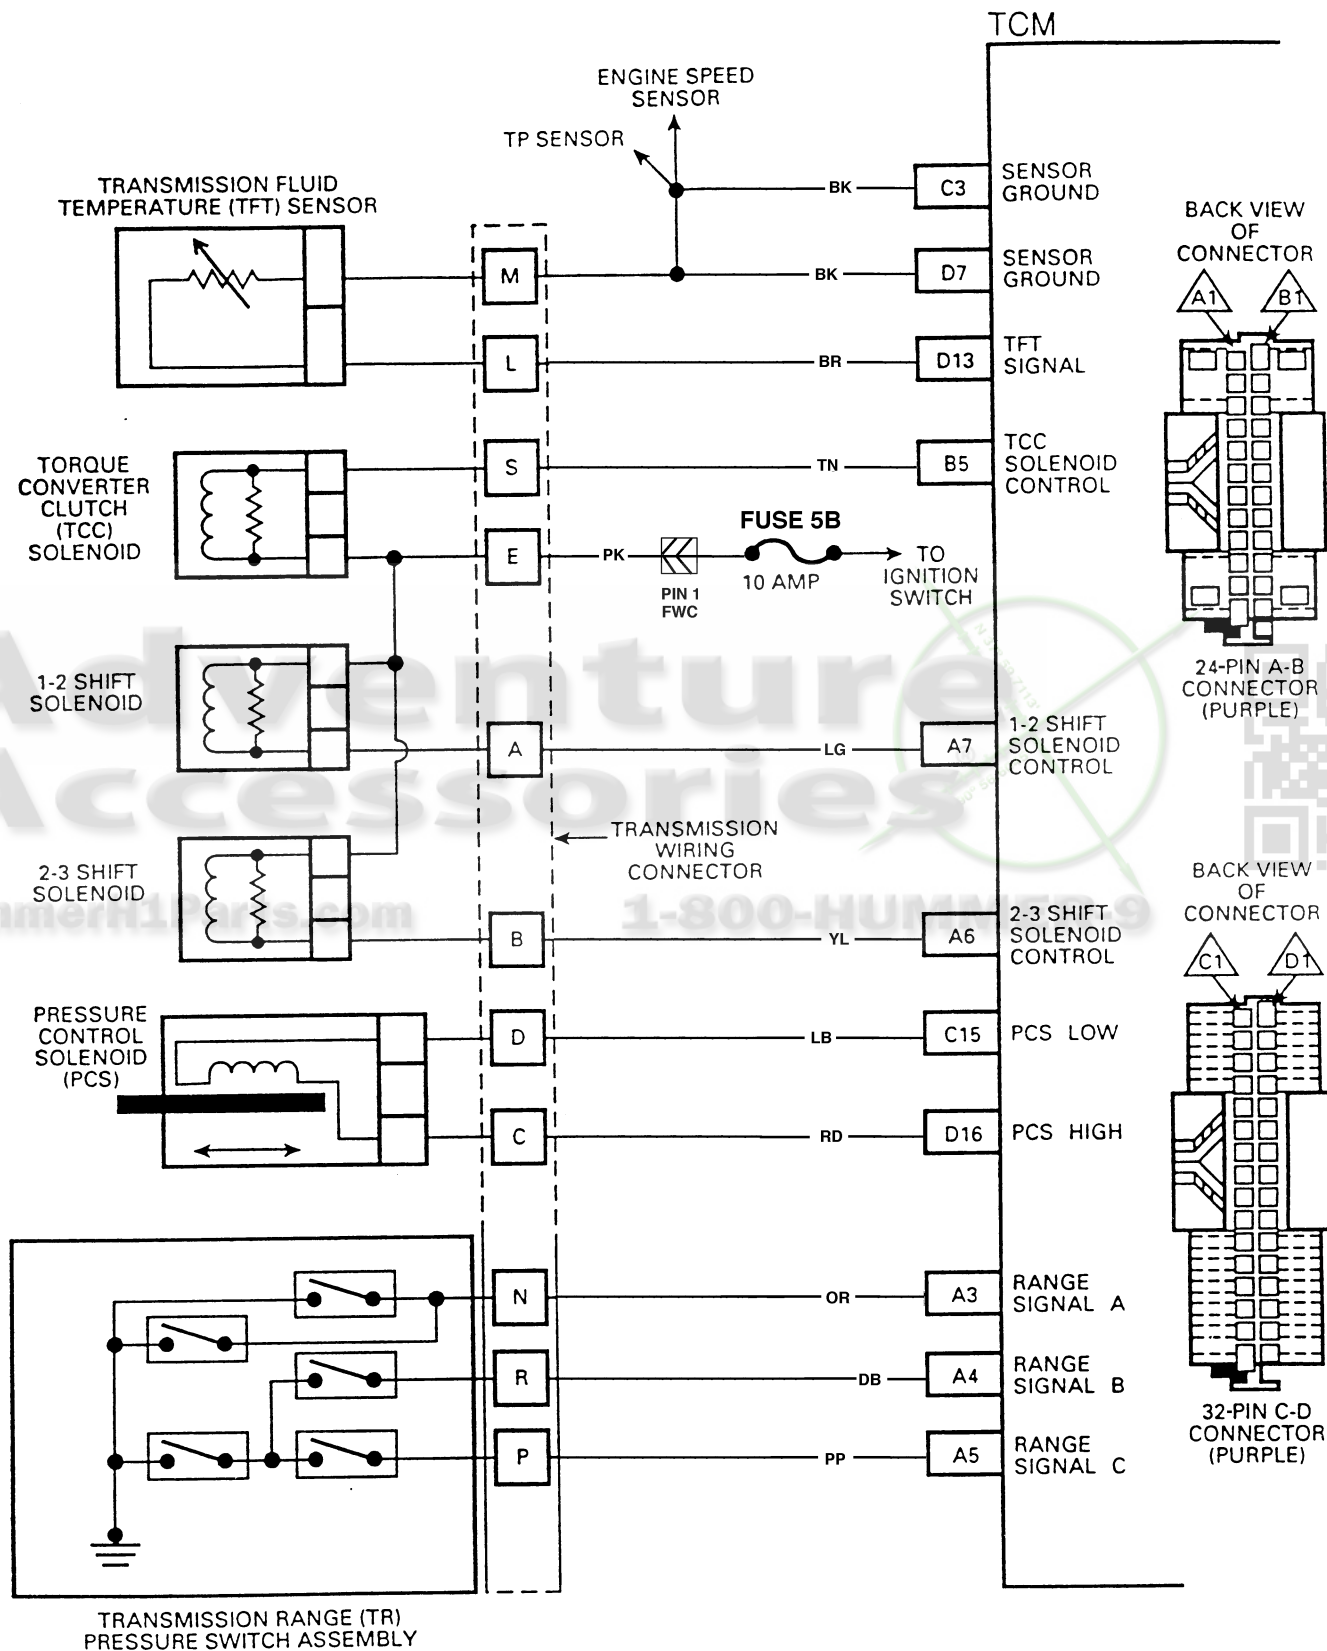 TCM
ENGINE SPEED
SENSOR
TP SENSOR
TRANSMISSION FLUID
TEMPERATURE (TFT) SENSOR
BK
C3
SENSOR
GROUND
M
BK
D7
SENSOR
GROUND
L
BR
D13
TFT
SIGNAL
BACK VIEW
OF
CONNECTOR
A1
B1
TORQUE
CONVERTER
CLUTCH
(TCC)
SOLENOID
S
TN
B5
TCC
SOLENOID
CONTROL
E
PK
PIN 1
FWC
FUSE 5B
10 AMP
TO
IGNITION
SWITCH
24-PIN A-B
CONNECTOR
(PURPLE)
Adventure
Accessories
1-2 SHIFT
SOLENOID
A
LG
A7
1-2 SHIFT
SOLENOID
CONTROL
TRANSMISSION
WIRING
CONNECTOR
2-3 SHIFT
SOLENOID
mmerH1Parts.com
1-800-HUMMER-9
B
YL
A6
2-3 SHIFT
SOLENOID
CONTROL
BACK VIEW
OF
CONNECTOR
C1
D1
PRESSURE
CONTROL
SOLENOID
(PCS)
D
LB
C15
PCS LOW
C
RD
D16
PCS HIGH
N
OR
A3
RANGE
SIGNAL A
R
DB
A4
RANGE
SIGNAL B
P
PP
A5
RANGE
SIGNAL C
32-PIN C-D
CONNECTOR
(PURPLE)
TRANSMISSION RANGE (TR)
PRESSURE SWITCH ASSEMBLY